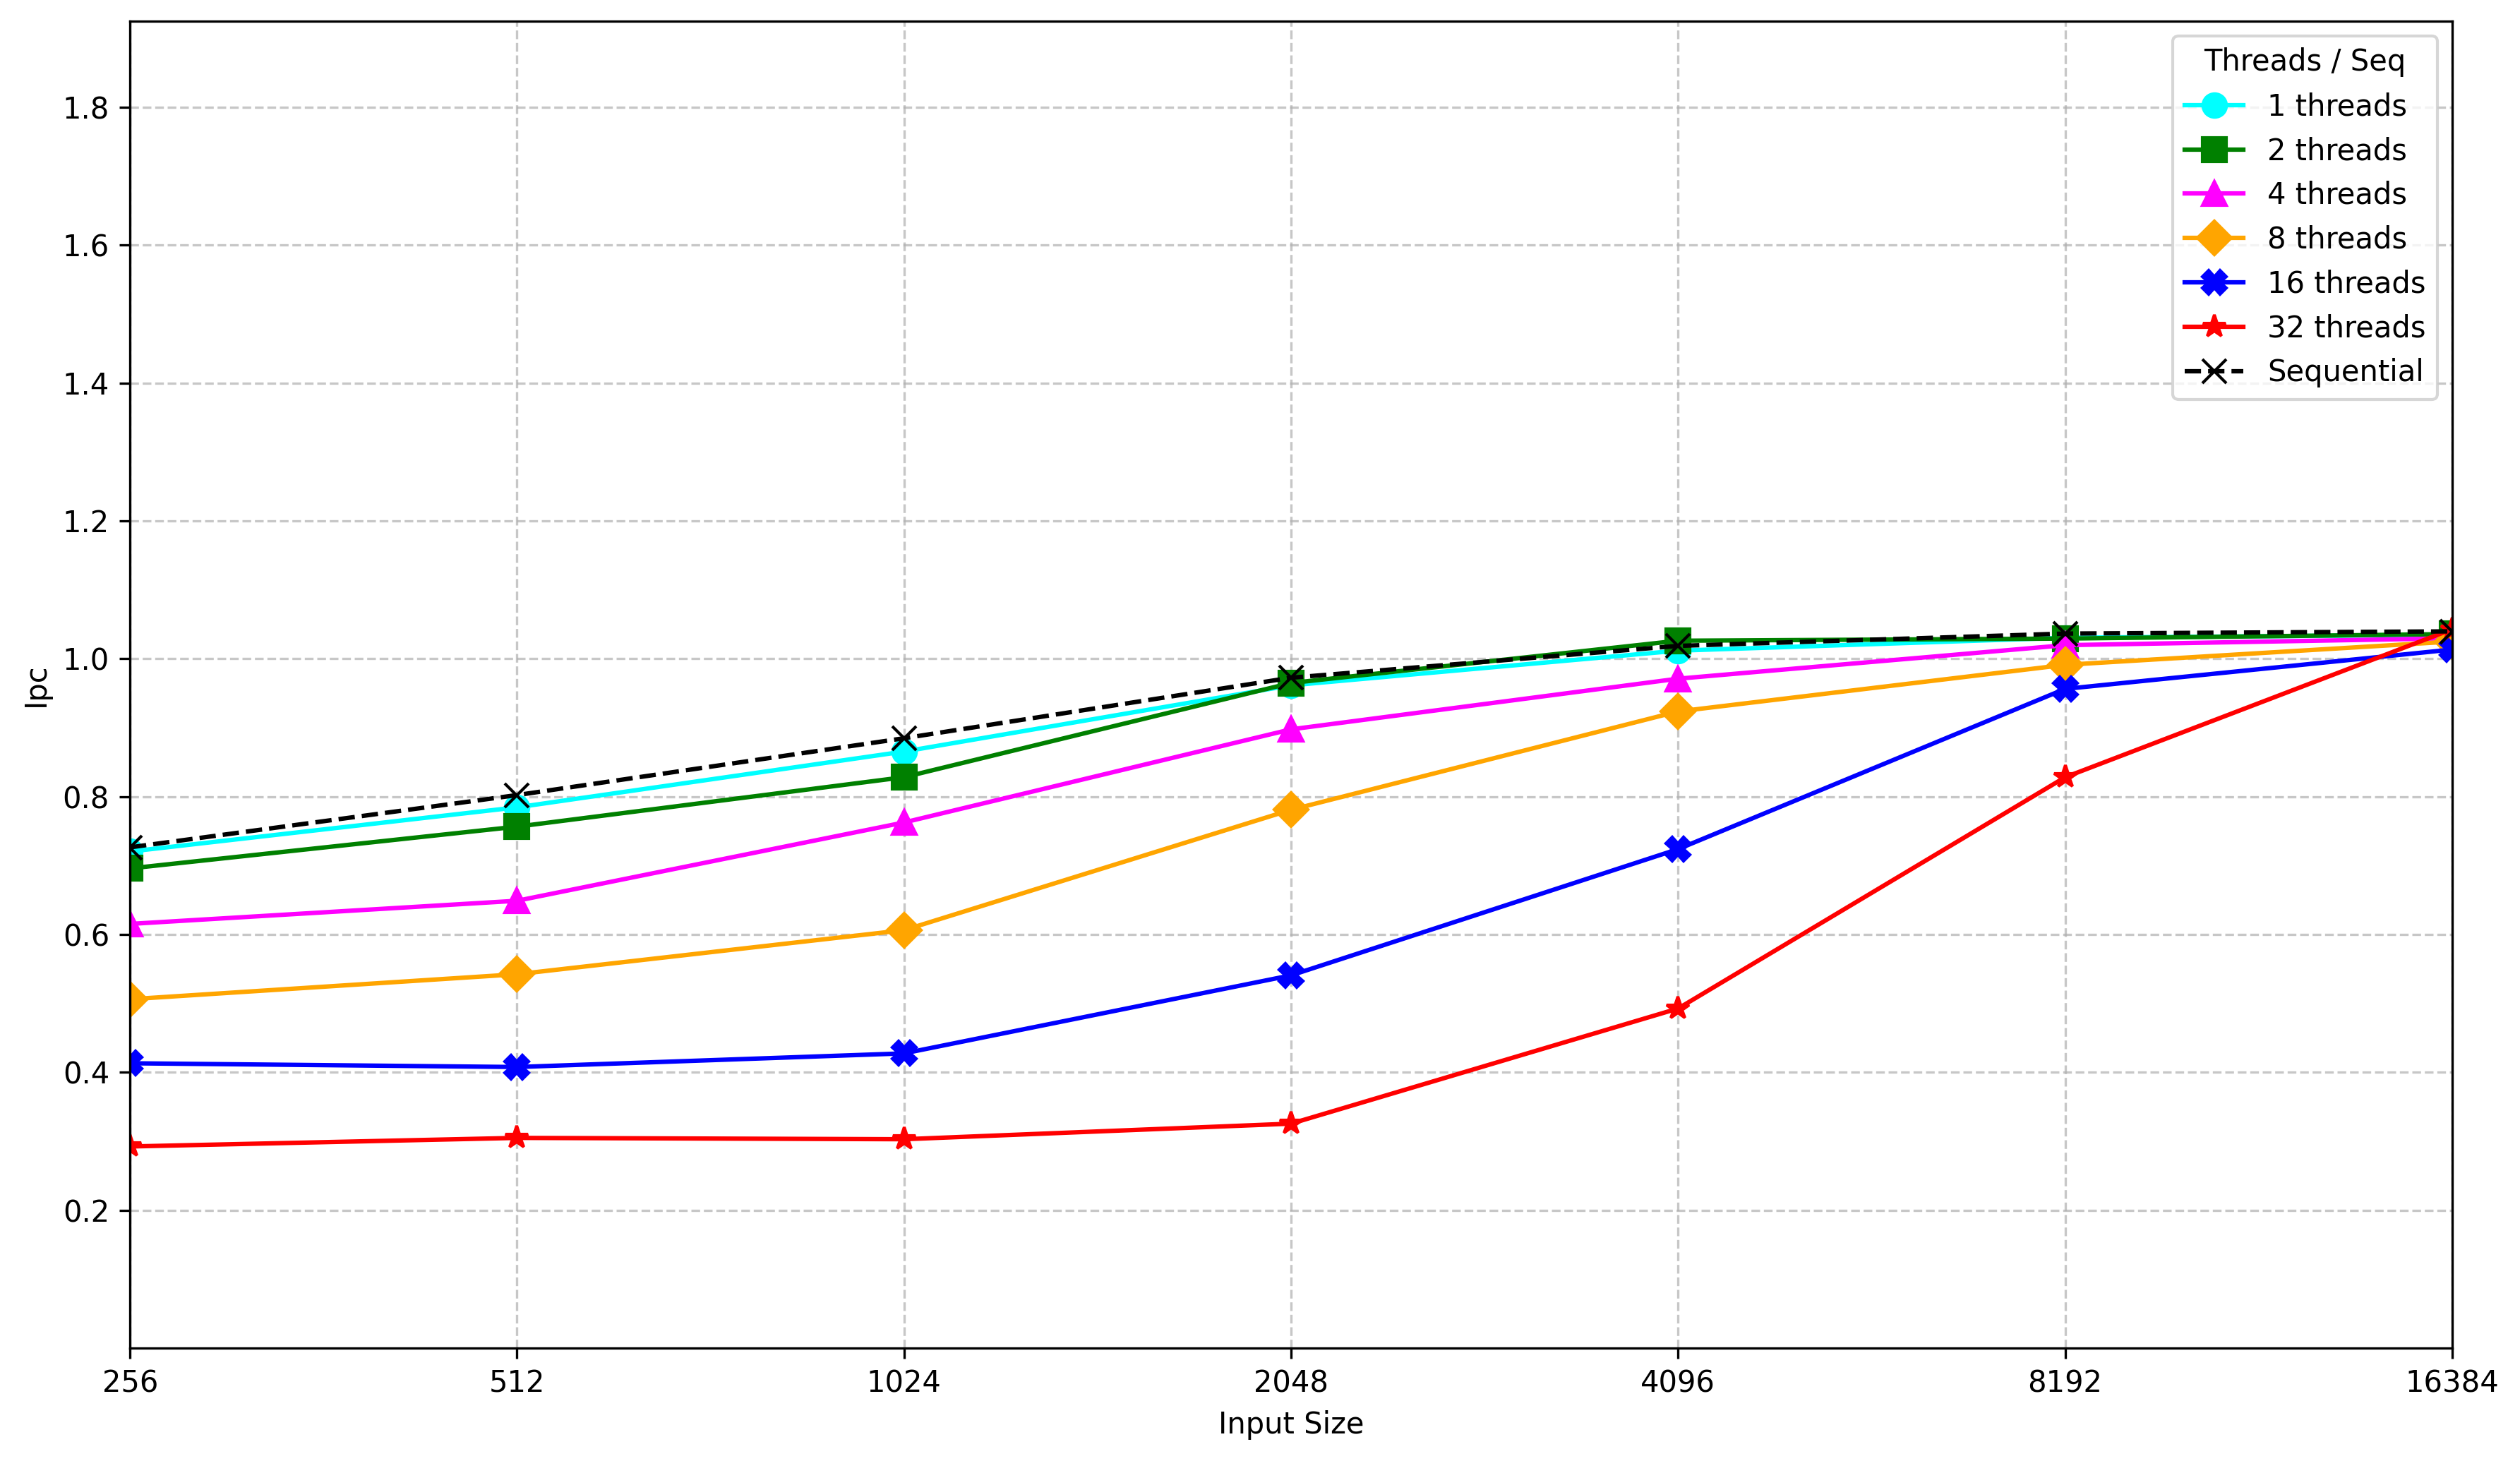 Threads / Seq
1 threads
2 threads
4 threads
8 threads
16 threads
32 threads
Sequential
1.8
1.6
1.4
1.2
1.0
0.8
0.6
0.4
0.2
Ipc
256 512 1024 2048 4096 8192 16384
Input Size